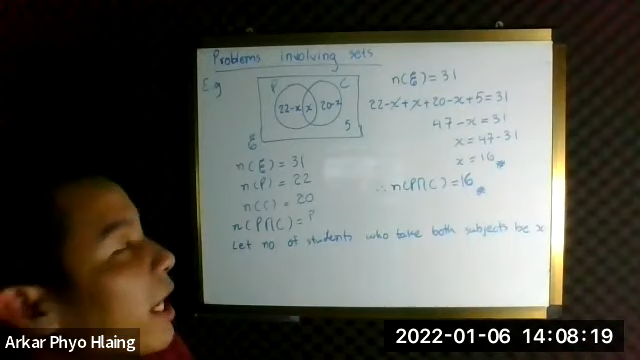 Problems involving sets
E.g
P C
22-x x 20-x
5
ξ
n(ξ) = 31
n(P) = 22
n(C) = 20
n(P∩C) = ?
Let no of students who take both subjects be x
n(ξ) = 31
22-x+x+20-x+5=31
47-x=31
x=47-31
x=16
∴n(P∩C)=16
Arkar Phyo Hlaing
2022-01-06 14:08:19